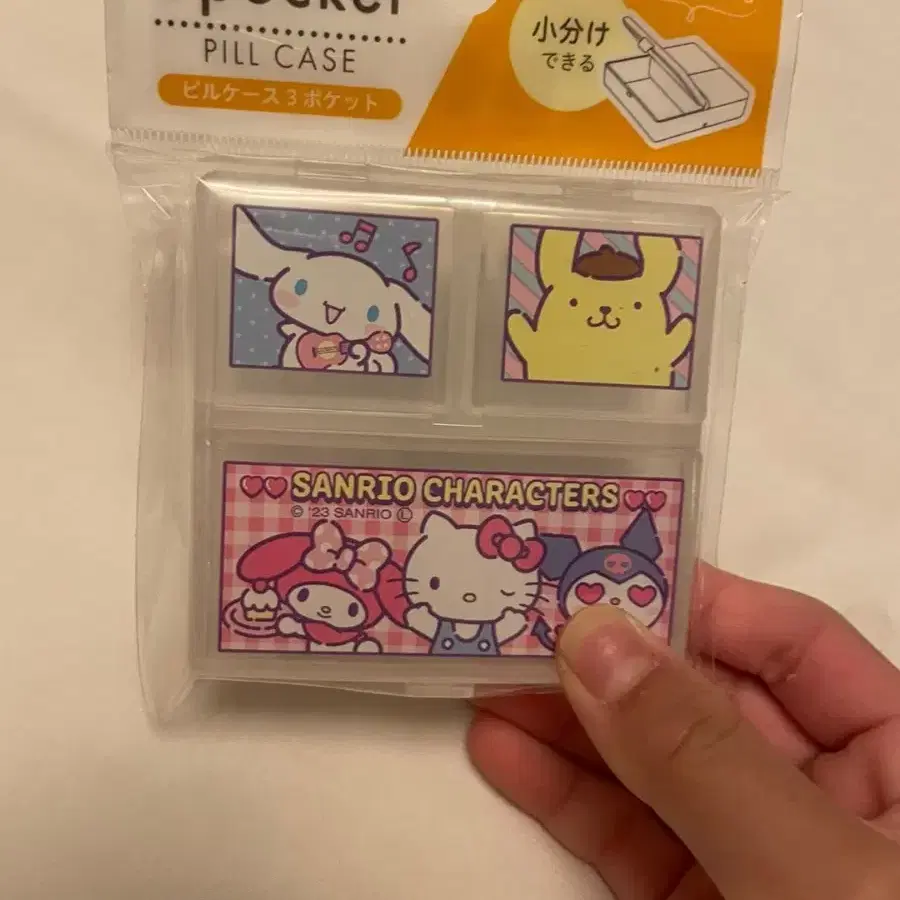 pocket
PILL CASE
ピルケース3ポケット
小分け
できる
SANRIO CHARACTERS
© '23 SANRIO Ⓛ